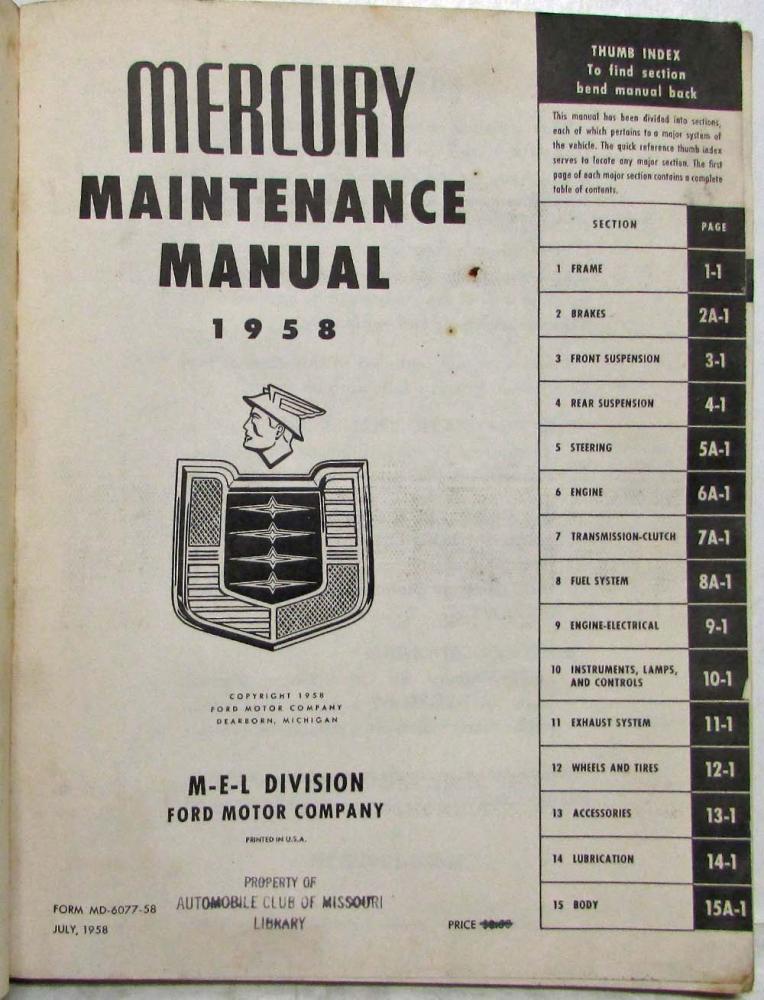 MERCURY
MAINTENANCE
MANUAL
1958
COPYRIGHT 1958
FORD MOTOR COMPANY
DEARBORN, MICHIGAN
M-E-L DIVISION
FORD MOTOR COMPANY
PRINTED IN U.S.A.
PROPERTY OF
AUTOMOBILE CLUB OF MISSOURI
LIBRARY
FORM MD-6077-58
JULY, 1958
PRICE
THUMB INDEX
To find section
bend manual back
This manual has been divided into sections,
each of which pertains to a major system of
the vehicle. The quick reference thumb index
serves to locate any major section. The first
page of each major section contains a complete
table of contents.
SECTION PAGE
1 FRAME 1-1
2 BRAKES 2A-1
3 FRONT SUSPENSION 3-1
4 REAR SUSPENSION 4-1
5 STEERING 5A-1
6 ENGINE 6A-1
7 TRANSMISSION-CLUTCH 7A-1
8 FUEL SYSTEM 8A-1
9 ENGINE-ELECTRICAL 9-1
10 INSTRUMENTS, LAMPS,
AND CONTROLS 10-1
11 EXHAUST SYSTEM 11-1
12 WHEELS AND TIRES 12-1
13 ACCESSORIES 13-1
14 LUBRICATION 14-1
15 BODY 15A-1